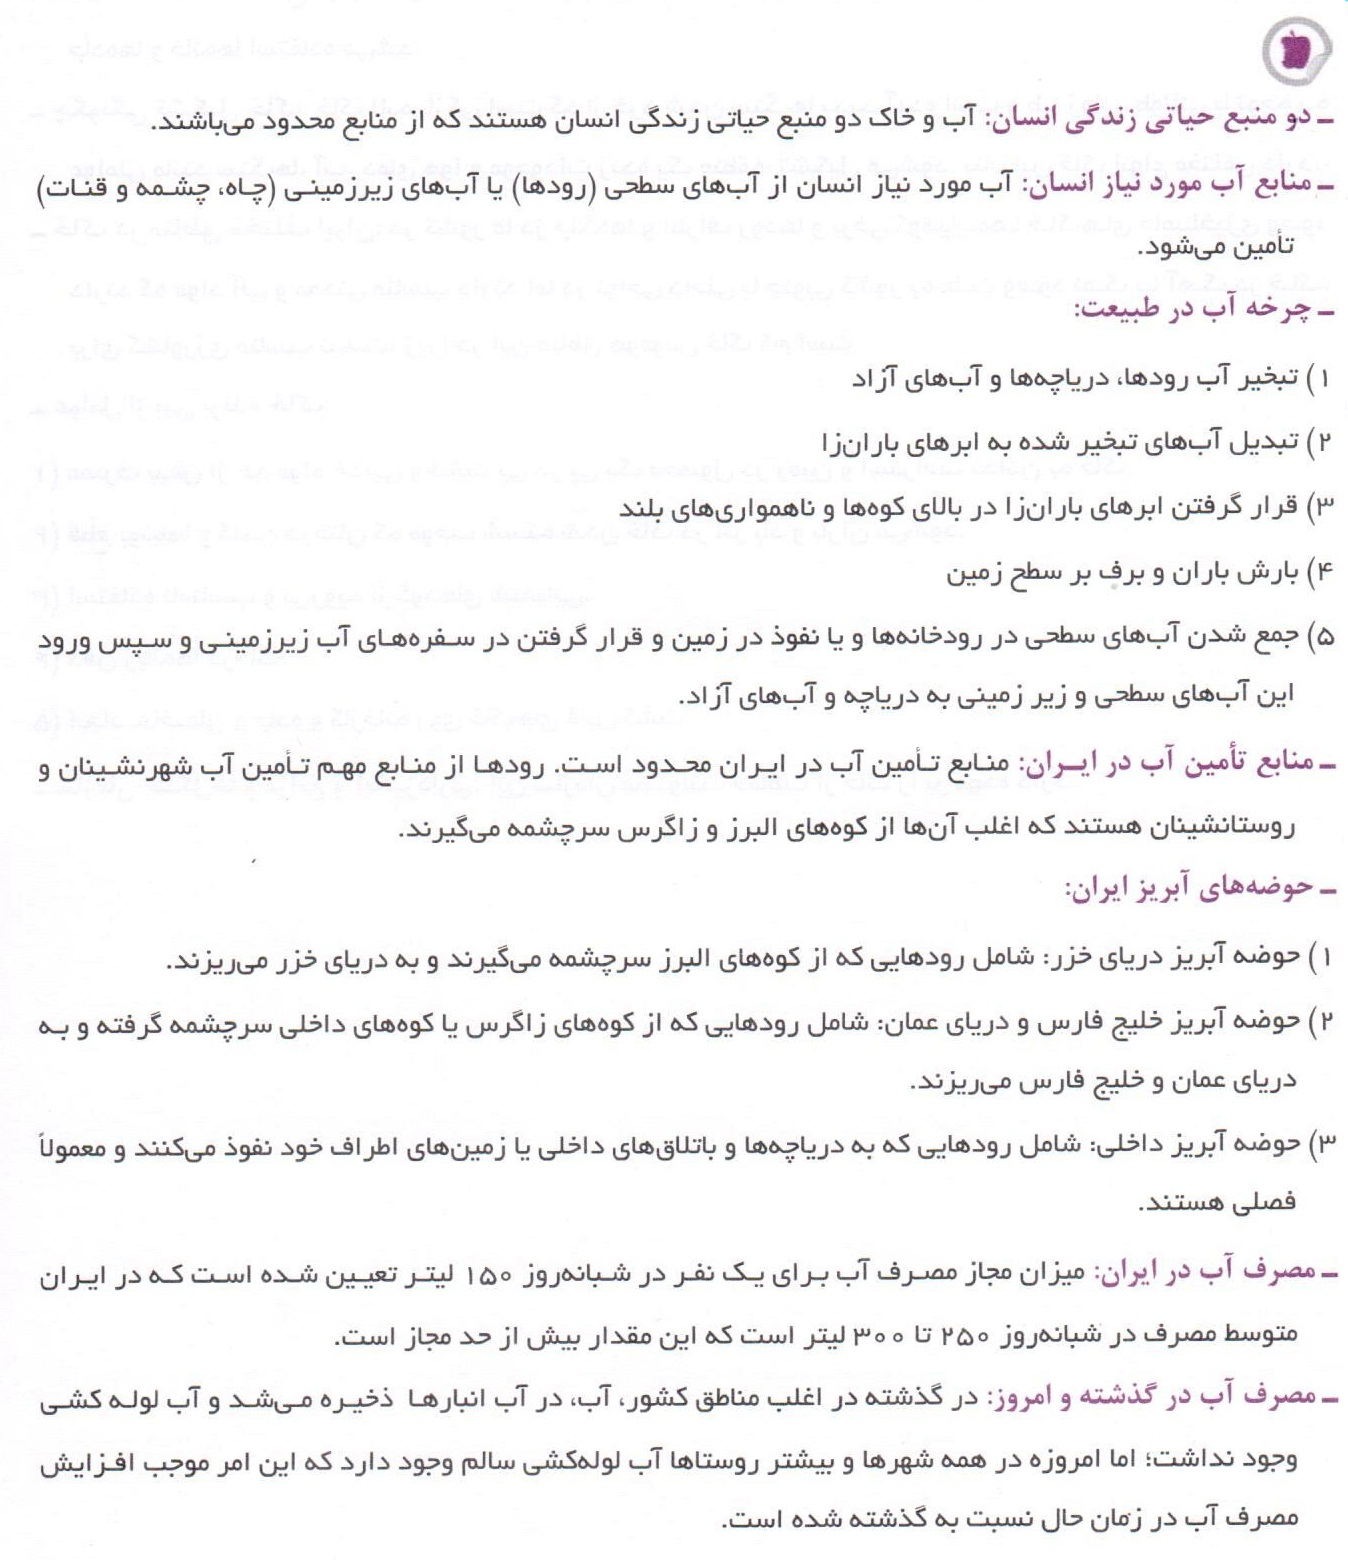 ـ دو منبع حیاتی زندگی انسان: آب و خاک دو منبع حیاتی زندگی انسان هستند که از منابع محدود می‌باشند.
ـ منابع آب مورد نیاز انسان: آب مورد نیاز انسان از آب‌های سطحی (رودها) یا آب‌های زیرزمینی (چاه، چشمه و قنات)
تأمین می‌شود.
ـ چرخه آب در طبیعت:
۱) تبخیر آب رودها، دریاچه‌ها و آب‌های آزاد
۲) تبدیل آب‌های تبخیر شده به ابرهای باران‌زا
۳) قرار گرفتن ابرهای باران‌زا در بالای کوه‌ها و ناهمواری‌های بلند
۴) بارش باران و برف بر سطح زمین
۵) جمع شدن آب‌های سطحی در رودخانه‌ها و یا نفوذ در زمین و قرار گرفتن در سفره‌های آب زیرزمینی و سپس ورود
این آب‌های سطحی و زیر زمینی به دریاچه و آب‌های آزاد.
ـ منابع تأمین آب در ایران: منابع تأمین آب در ایران محدود است. رودها از منابع مهم تأمین آب شهرنشینان و
روستانشینان هستند که اغلب آن‌ها از کوه‌های البرز و زاگرس سرچشمه می‌گیرند.
ـ حوضه‌های آبریز ایران:
۱) حوضه آبریز دریای خزر: شامل رودهایی که از کوه‌های البرز سرچشمه می‌گیرند و به دریای خزر می‌ریزند.
۲) حوضه آبریز خلیج فارس و دریای عمان: شامل رودهایی که از کوه‌های زاگرس یا کوه‌های داخلی سرچشمه گرفته و به
دریای عمان و خلیج فارس می‌ریزند.
۳) حوضه آبریز داخلی: شامل رودهایی که به دریاچه‌ها و باتلاق‌های داخلی یا زمین‌های اطراف خود نفوذ می‌کنند و معمولاً
فصلی هستند.
ـ مصرف آب در ایران: میزان مجاز مصرف آب برای یک نفر در شبانه‌روز ۱۵۰ لیتر تعیین شده است که در ایران
متوسط مصرف در شبانه‌روز ۲۵۰ تا ۳۰۰ لیتر است که این مقدار بیش از حد مجاز است.
ـ مصرف آب در گذشته و امروز: در گذشته در اغلب مناطق کشور، آب، در آب انبارها ذخیره می‌شد و آب لوله کشی
وجود نداشت؛ اما امروزه در همه شهرها و بیشتر روستاها آب لوله‌کشی سالم وجود دارد که این امر موجب افزایش
مصرف آب در زمان حال نسبت به گذشته شده است.